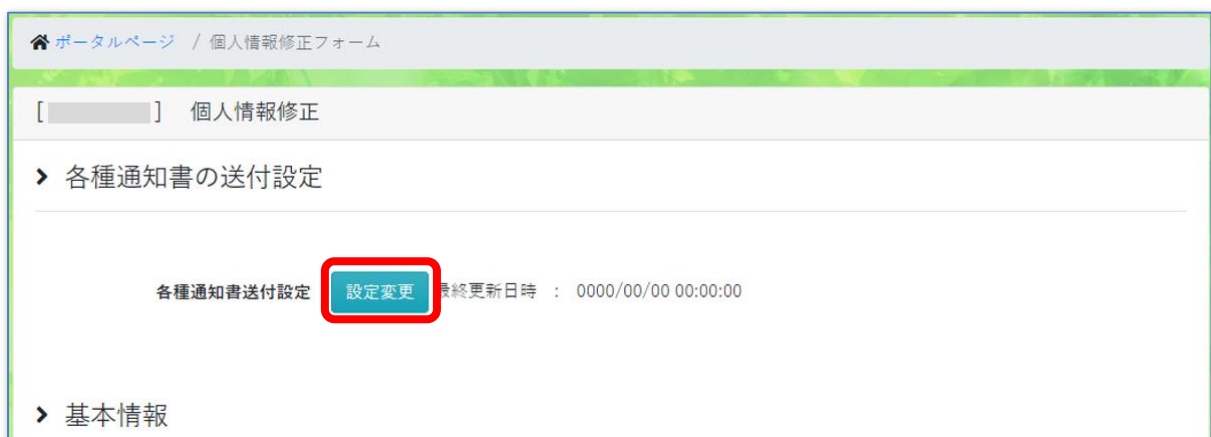 ポータルページ / 個人情報修正フォーム
[ ] 個人情報修正
各種通知書の送付設定
各種通知書送付設定 設定変更 最終更新日時 : 0000/00/00 00:00:00
基本情報